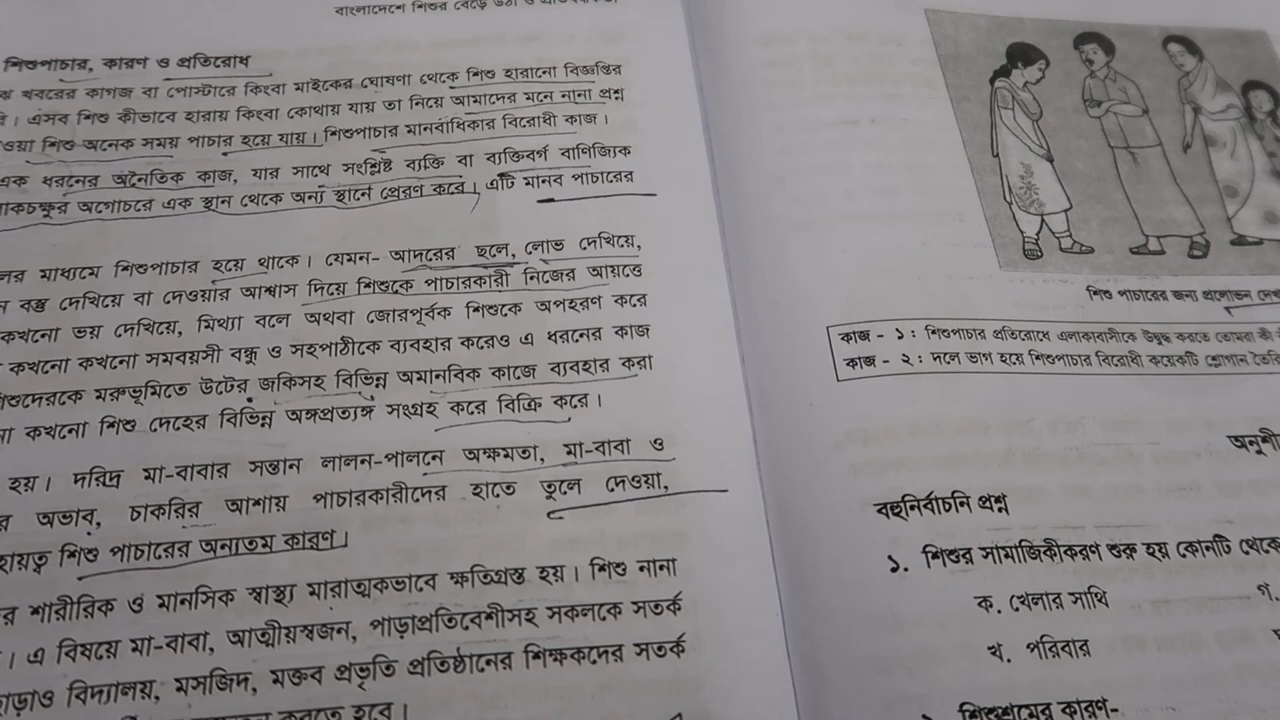 বাংলাদেশে শিশুর বেড়ে ওঠা ও
শিশুপাচার, কারণ ও প্রতিরোধ
খবরের কাগজ বা পোস্টারে কিংবা মাইকের ঘোষণা থেকে শিশু হারানো বিজ্ঞপ্তির
। এসব শিশু কীভাবে হারায় কিংবা কোথায় যায় তা নিয়ে আমাদের মনে নানা প্রশ্ন
শিশু অনেক সময় পাচার হয়ে যায়। শিশুপাচার মানবাধিকার বিরোধী কাজ।
এক ধরনের অনৈতিক কাজ, যার সাথে সংশ্লিষ্ট ব্যক্তি বা ব্যক্তিবর্গ বাণিজ্যিক
অগোচরে এক স্থান থেকে অন্য স্থানে প্রেরণ করে। এটি মানব পাচারের
মাধ্যমে শিশুপাচার হয়ে থাকে। যেমন- আদরের ছলে, লোভ দেখিয়ে,
বস্তু দেখিয়ে বা দেওয়ার আশ্বাস দিয়ে শিশুকে পাচারকারী নিজের আয়ত্তে
কখনো ভয় দেখিয়ে, মিথ্যা বলে অথবা জোরপূর্বক শিশুকে অপহরণ করে
কখনো কখনো সমবয়সী বন্ধু ও সহপাঠীকে ব্যবহার করেও এ ধরনের কাজ
মরুভূমিতে উটের জকিসহ বিভিন্ন অমানবিক কাজে ব্যবহার করা
কখনো শিশু দেহের বিভিন্ন অঙ্গপ্রত্যঙ্গ সংগ্রহ করে বিক্রি করে।
হয়। দরিদ্র মা-বাবার সন্তান লালন-পালনে অক্ষমতা, মা-বাবা ও
অভাব, চাকরির আশায় পাচারকারীদের হাতে তুলে দেওয়া,
শিশু পাচারের অন্যতম কারণ।
শারীরিক ও মানসিক স্বাস্থ্য মারাত্মকভাবে ক্ষতিগ্রস্ত হয়। শিশু নানা
। এ বিষয়ে মা-বাবা, আত্মীয়স্বজন, পাড়াপ্রতিবেশীসহ সকলকে সতর্ক
বিদ্যালয়, মসজিদ, মক্তব প্রভৃতি প্রতিষ্ঠানের শিক্ষকদের সতর্ক
করতে হবে।
শিশু পাচারের জন্য প্রলোভন
কাজ - ১ : শিশুপাচার প্রতিরোধে এলাকাবাসীকে উদ্বুদ্ধ করতে তোমরা কী
কাজ - ২ : দলে ভাগ হয়ে শিশুপাচার বিরোধী কয়েকটি স্লোগান
অনুশী
বহুনির্বাচনি প্রশ্ন
১. শিশুর সামাজিকীকরণ শুরু হয় কোনটি থেকে
ক. খেলার সাথি
গ.
খ. পরিবার
শিশুশ্রমের কারণ-